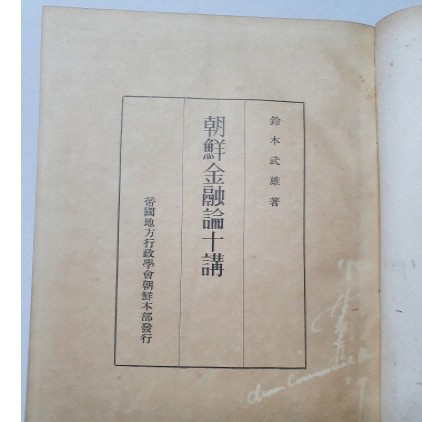 鈴木武雄著
朝鮮金融論十講
帝國地方行政學會朝鮮本部發行